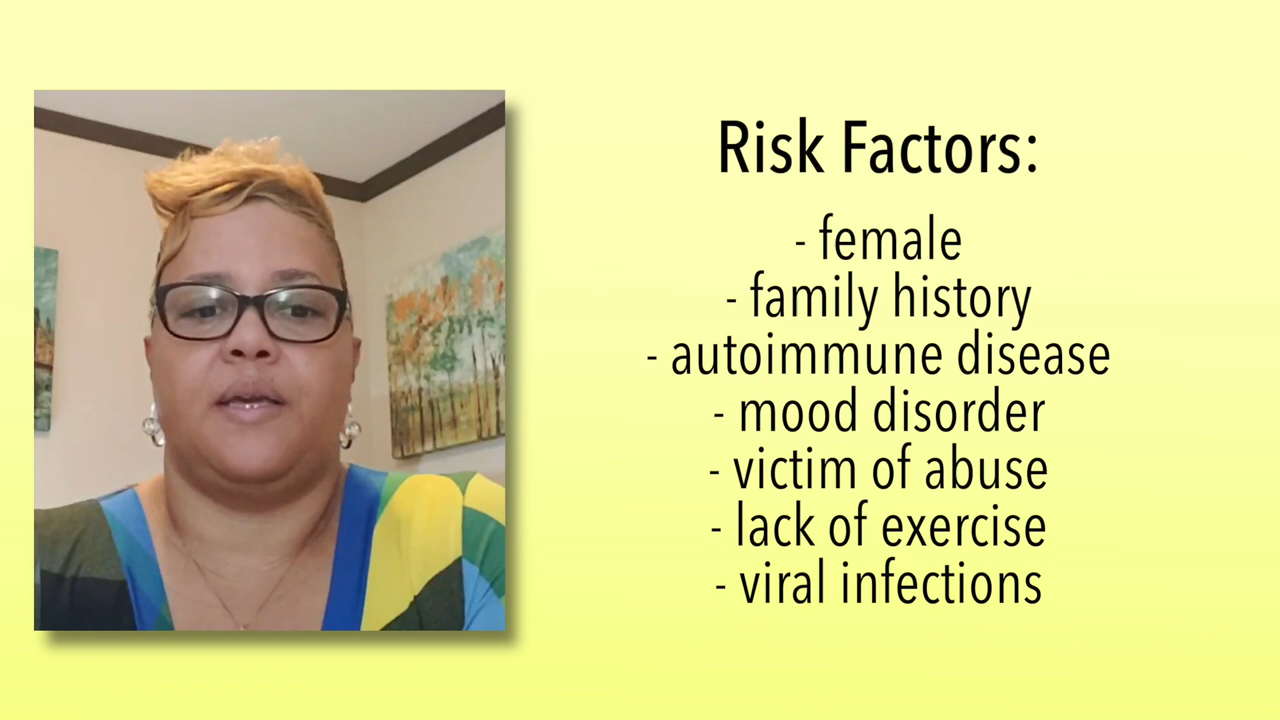 Risk Factors:
- female
- family history
- autoimmune disease
- mood disorder
- victim of abuse
- lack of exercise
- viral infections